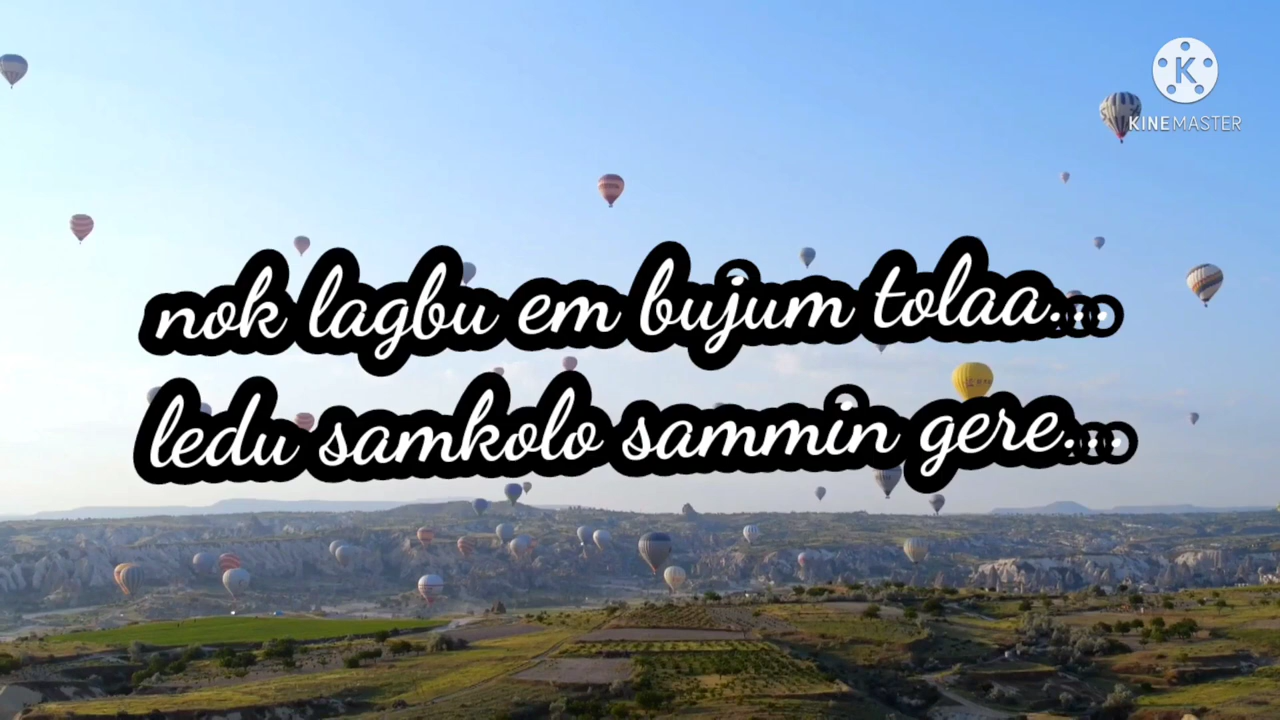 KINEMASTER
nok lagbu em bujum tolaa....
ledu samkolo sammin gere....